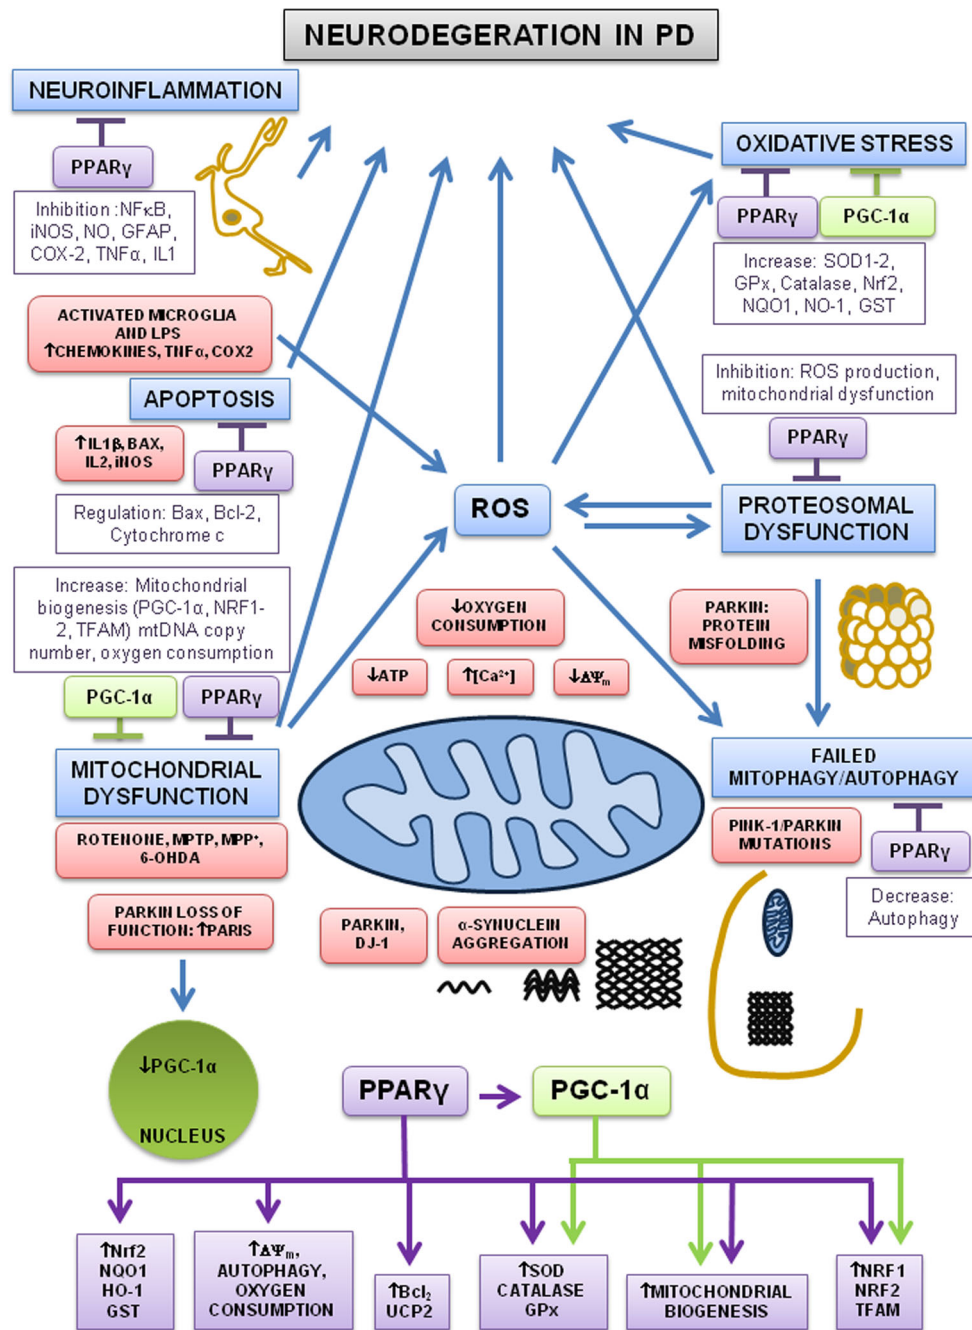 NEURODEGERATION IN PD
NEUROINFLAMMATION
PPARγ
Inhibition :NFκB,
iNOS, NO, GFAP,
COX-2, TNFα, IL1
OXIDATIVE STRESS
PPARγ
PGC-1α
Increase: SOD1-2,
GPx, Catalase, Nrf2,
NQO1, NO-1, GST
ACTIVATED MICROGLIA
AND LPS
↑CHEMOKINES, TNFα, COX2
APOPTOSIS
↑IL1β, BAX,
IL2, iNOS
PPARγ
Regulation: Bax, Bcl-2,
Cytochrome c
Inhibition: ROS production,
mitochondrial dysfunction
PPARγ
PROTEOSOMAL
DYSFUNCTION
ROS
Increase: Mitochondrial
biogenesis (PGC-1α, NRF1-
2, TFAM) mtDNA copy
number, oxygen consumption
PGC-1α
PPARγ
MITOCHONDRIAL
DYSFUNCTION
ROTENONE, MPTP, MPP⁺,
6-OHDA
PARKIN LOSS OF
FUNCTION: ↑PARIS
↓OXYGEN
CONSUMPTION
↓ATP
↑[Ca²⁺]
↓ΔΨₘ
PARKIN:
PROTEIN
MISFOLDING
FAILED
MITOPHAGY/AUTOPHAGY
PINK-1/PARKIN
MUTATIONS
PPARγ
Decrease:
Autophagy
PARKIN,
DJ-1
α-SYNUCLEIN
AGGREGATION
↓PGC-1α
NUCLEUS
PPARγ
PGC-1α
↑Nrf2
NQO1
HO-1
GST
↑ΔΨₘ,
AUTOPHAGY,
OXYGEN
CONSUMPTION
↑Bcl₂
UCP2
↑SOD
CATALASE
GPx
↑MITOCHONDRIAL
BIOGENESIS
↑NRF1
NRF2
TFAM